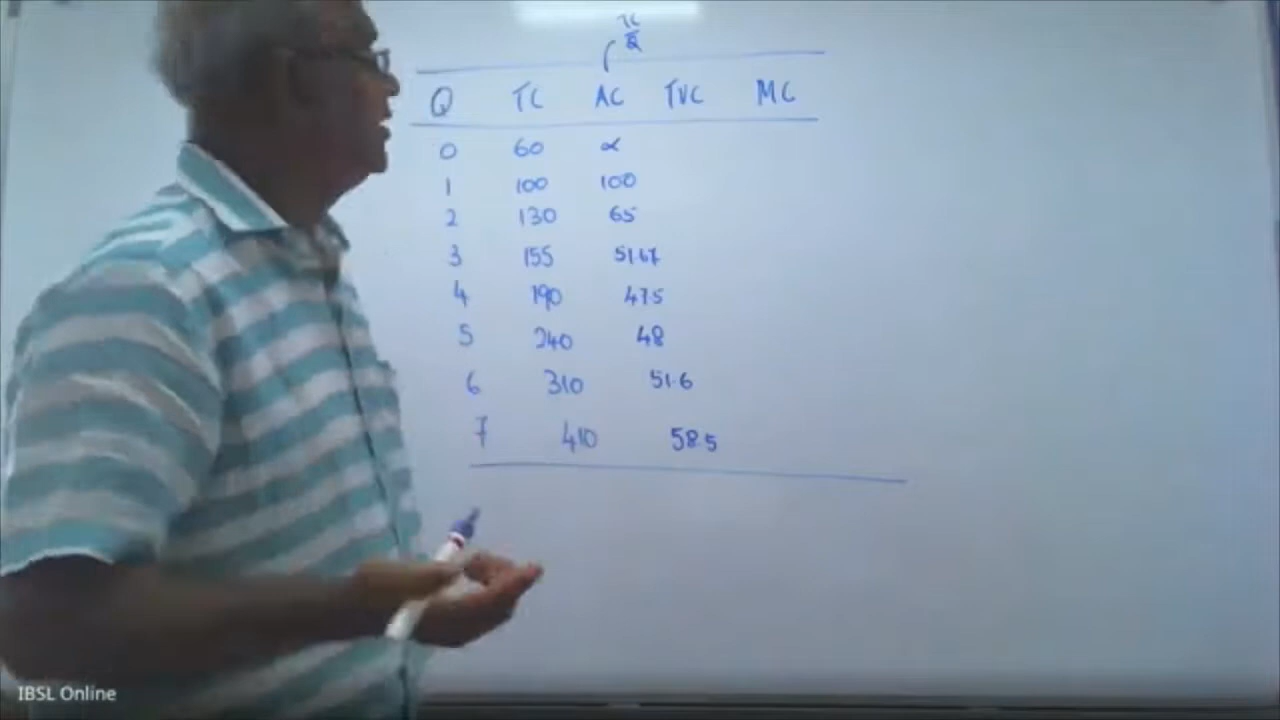 TC
Q
Q TC AC TVC MC
0 60 α
1 100 100
2 130 65
3 155 51.67
4 190 47.5
5 240 48
6 310 51.6
7 410 58.5
IBSL Online